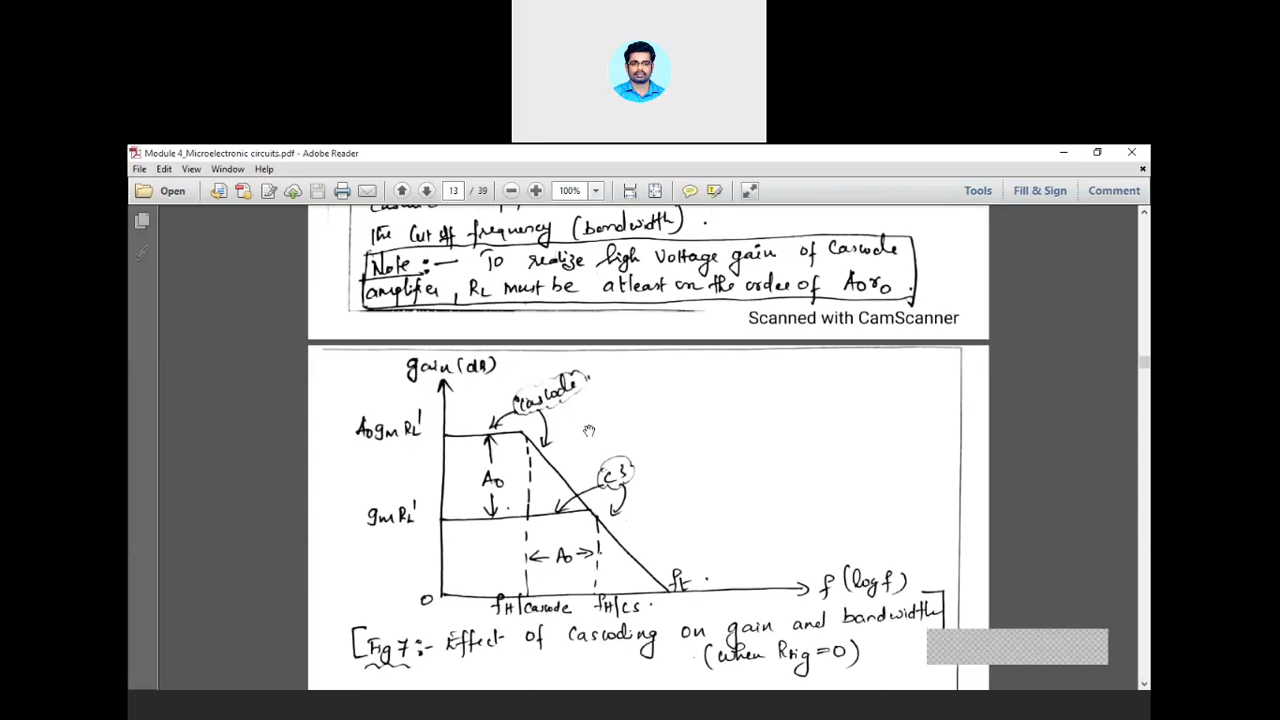 Module 4_Microelectronic circuits.pdf - Adobe Reader
File Edit View Window Help
Open 13 / 39 100% Tools Fill & Sign Comment
the cut off frequency (bandwidth).
Note:- To realize high Voltage gain of Cascode
amplifier, RL must be atleast on the order of A0r0.
Scanned with CamScanner
gain (dB)
Cascode
A0gmRL'
A0
CS
gmRL'
← A0 →
ft
f (log f)
0
fH|Cascode fH|CS
[Fig 7:- Effect of Cascoding on gain and bandwidth]
(when Rsig = 0)